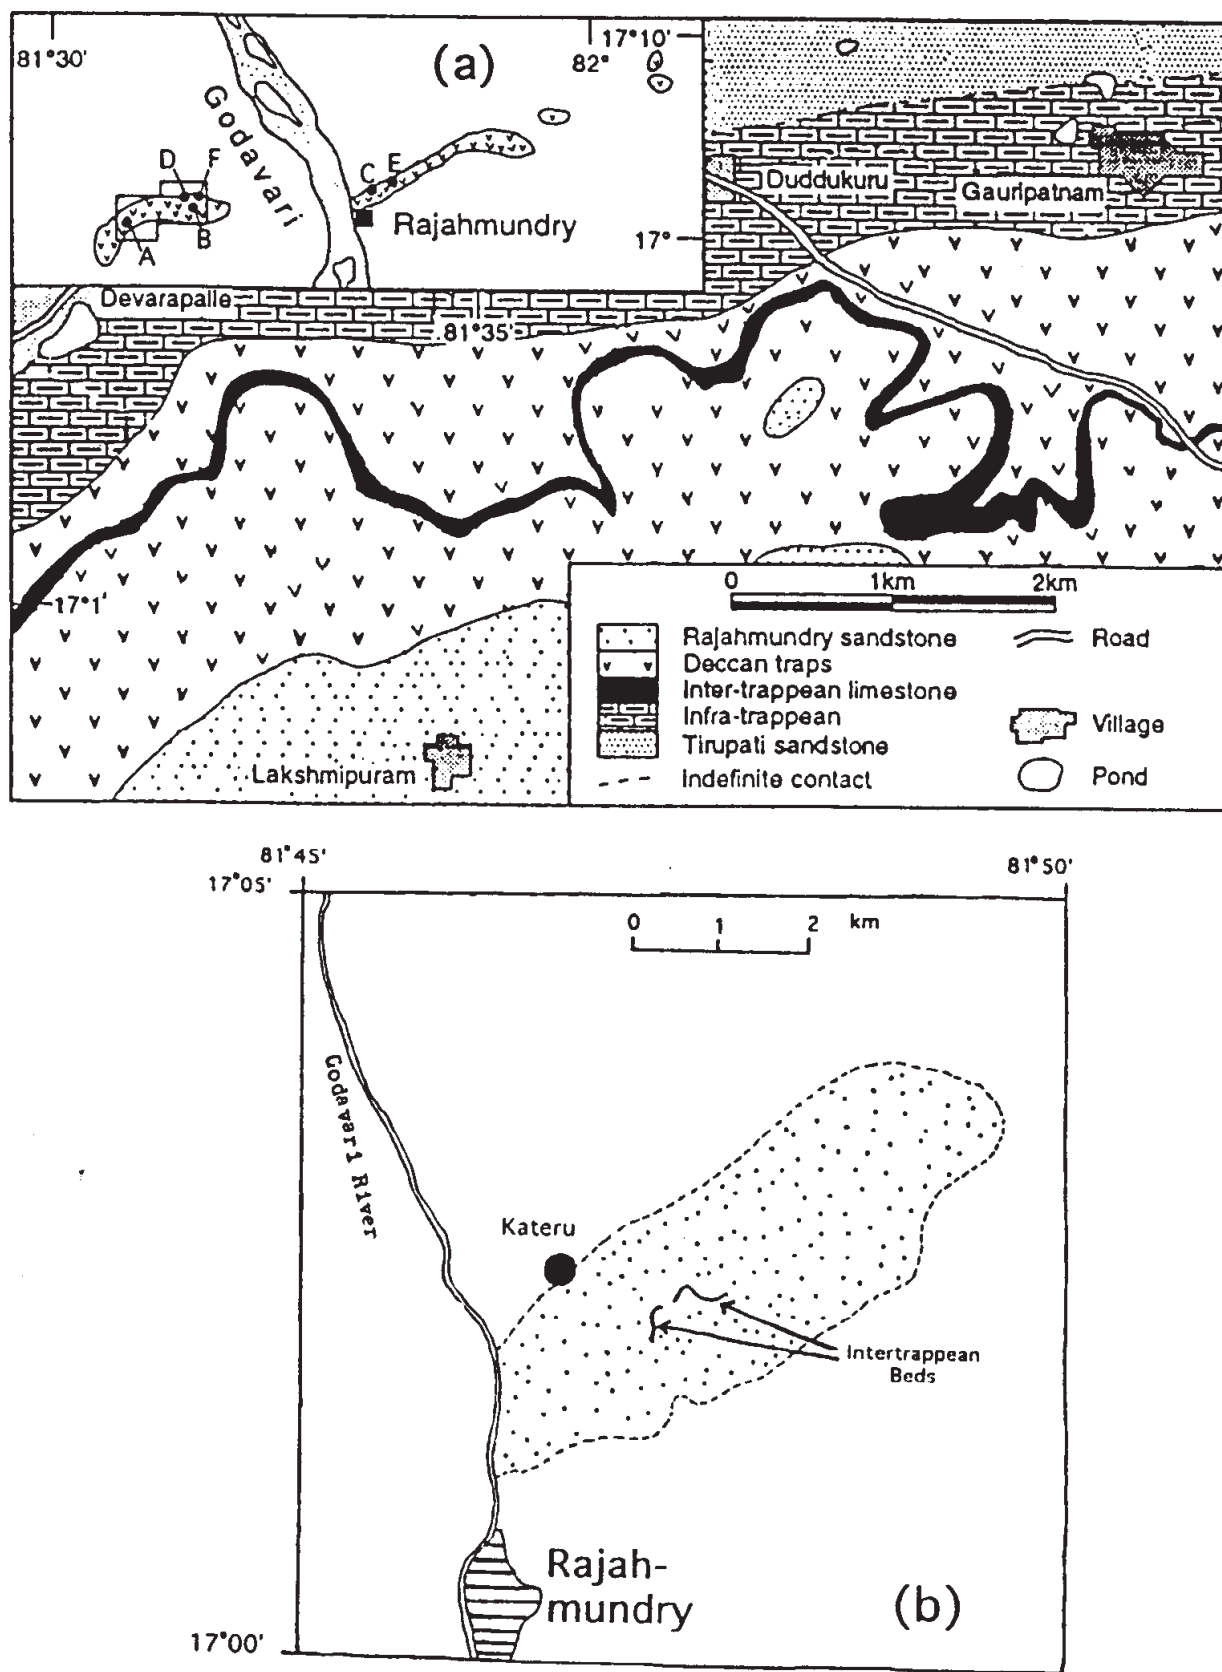 81°30'
(a)
82°
17°10'
Godavari
D
F
C
E
A
B
Rajahmundry
17°
Duddukuru
Gauripatnam
Devarapalle
81°35'
17°1'
0 1km 2km
Rajahmundry sandstone
Deccan traps
Inter-trappean limestone
Infra-trappean
Tirupati sandstone
Indefinite contact
Road
Village
Pond
Lakshmipuram
81°45'
81°50'
17°05'
0 1 2 km
Godavari River
Kateru
Intertrappean
Beds
Rajah-
mundry
(b)
17°00'